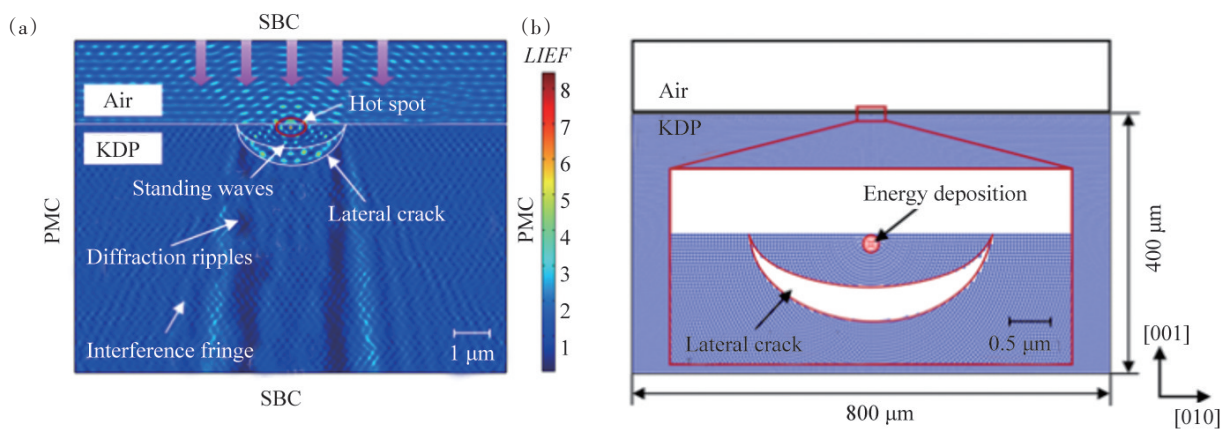 (a)
SBC
LIEF
Air
KDP
Hot spot
Standing waves
Lateral crack
Diffraction ripples
Interference fringe
PMC
PMC
1 μm
SBC
8
7
6
5
4
3
2
1
(b)
Air
KDP
Energy deposition
Lateral crack
0.5 μm
400 μm
800 μm
[001]
[010]